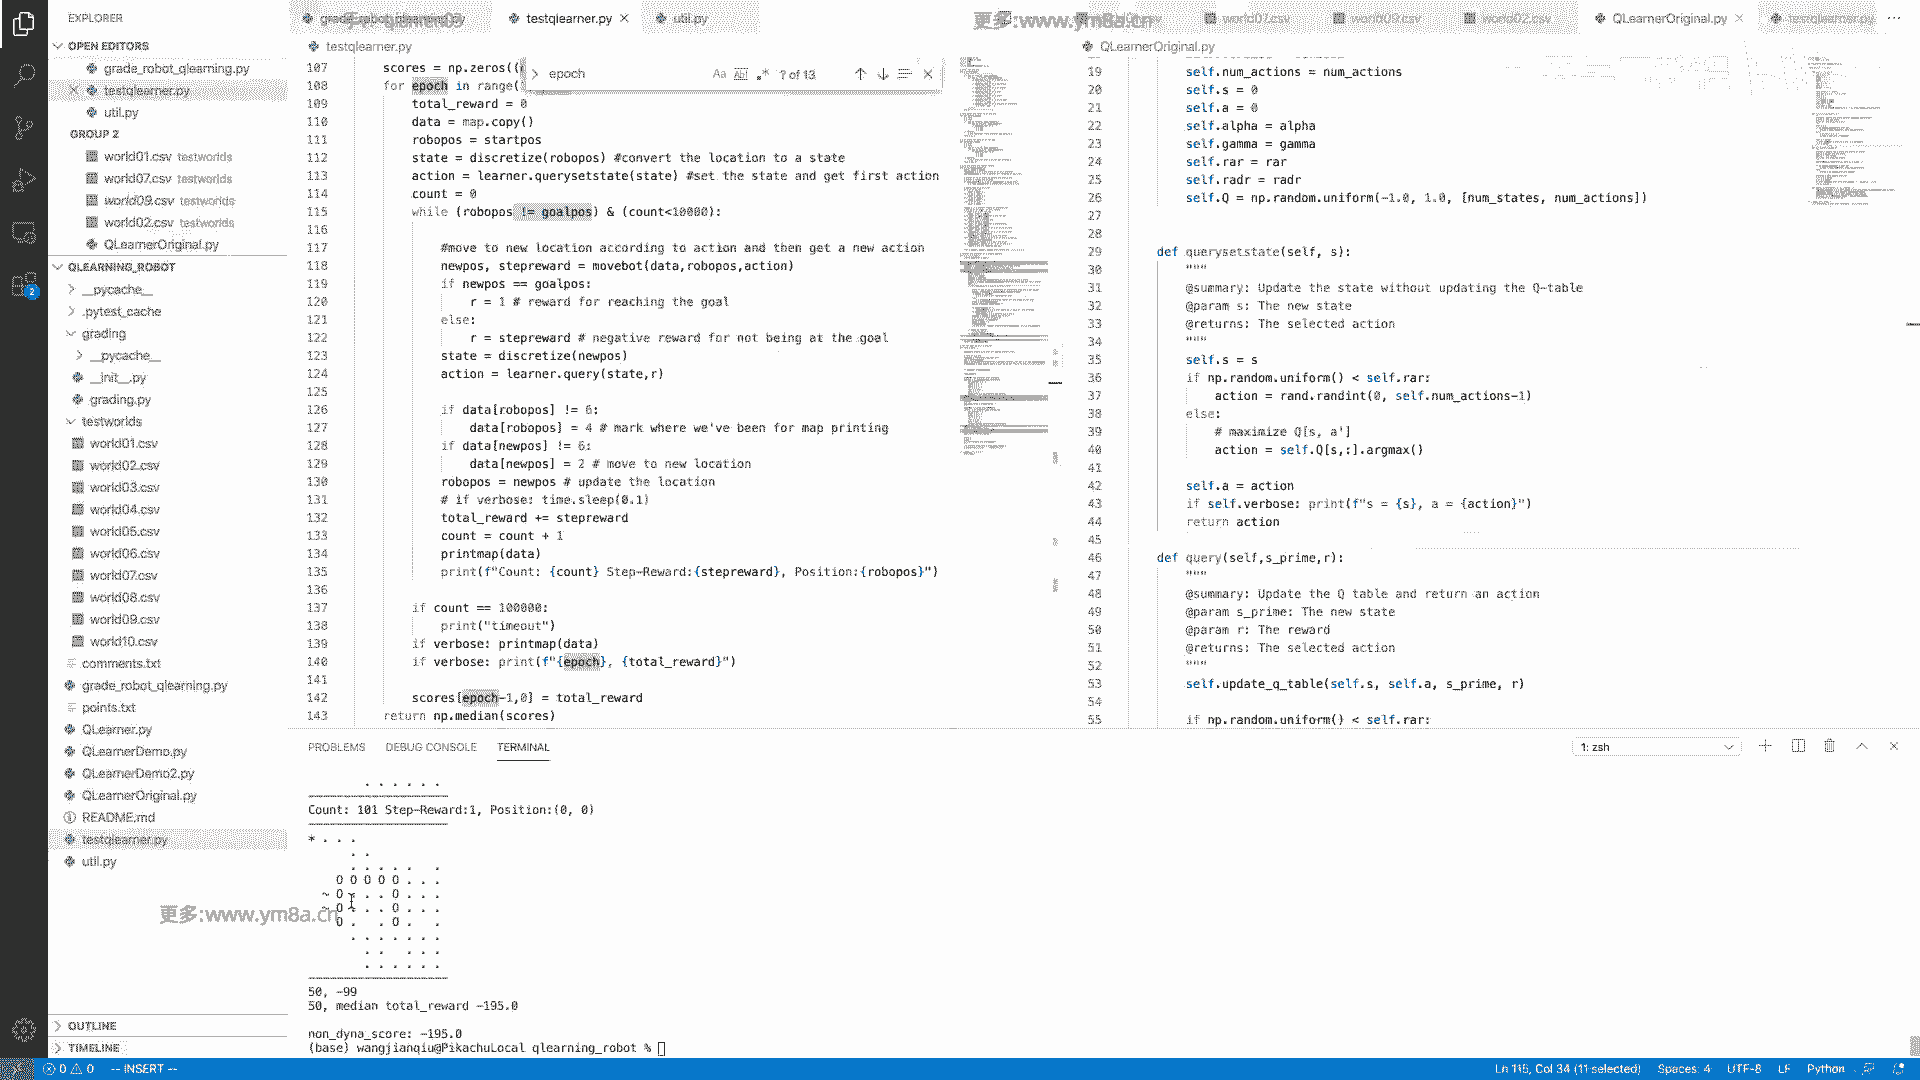 EXPLORER
OPEN EDITORS
grade_robot_qlearning.py
testqlearner.py
util.py
GROUP 2
world01.csv testworlds
world07.csv testworlds
world09.csv testworlds
world02.csv testworlds
QLearnerOriginal.py
QLEARNING_ROBOT
__pycache__
.pytest_cache
grading
__pycache__
__init__.py
grading.py
testworlds
world01.csv
world02.csv
world03.csv
world04.csv
world05.csv
world06.csv
world07.csv
world08.csv
world09.csv
world10.csv
comments.txt
grade_robot_qlearning.py
points.txt
QLearner.py
QLearnerDemo.py
QLearnerDemo2.py
QLearnerOriginal.py
README.md
testqlearner.py
util.py
OUTLINE
TIMELINE
testqlearner.py
util.py
testqlearner.py
epoch
Aa Abl .* ? of 13
107 scores = np.zeros((
108 for epoch in range(
109 total_reward = 0
110 data = map.copy()
111 robopos = startpos
112 state = discretize(robopos) #convert the location to a state
113 action = learner.querysetstate(state) #set the state and get first action
114 count = 0
115 while (robopos != goalpos) & (count<10000):
116
117 #move to new location according to action and then get a new action
118 newpos, stepreward = movebot(data,robopos,action)
119 if newpos == goalpos:
120 r = 1 # reward for reaching the goal
121 else:
122 r = stepreward # negative reward for not being at the goal
123 state = discretize(newpos)
124 action = learner.query(state,r)
125
126 if data[robopos] != 6:
127 data[robopos] = 4 # mark where we've been for map printing
128 if data[newpos] != 6:
129 data[newpos] = 2 # move to new location
130 robopos = newpos # update the location
131 # if verbose: time.sleep(0.1)
132 total_reward += stepreward
133 count = count + 1
134 printmap(data)
135 print(f"Count: {count} Step-Reward:{stepreward}, Position:{robopos}")
136
137 if count == 100000:
138 print("timeout")
139 if verbose: printmap(data)
140 if verbose: print(f"{epoch}, {total_reward}")
141
142 scores[epoch-1,0] = total_reward
143 return np.median(scores)
更多:www.ym8a.cn
world07.csv
world09.csv
world02.csv
QLearnerOriginal.py
testqlearner.py
QLearnerOriginal.py
19 self.num_actions = num_actions
20 self.s = 0
21 self.a = 0
22 self.alpha = alpha
23 self.gamma = gamma
24 self.rar = rar
25 self.radr = radr
26 self.Q = np.random.uniform(-1.0, 1.0, [num_states, num_actions])
27
28
29 def querysetstate(self, s):
30 """
31 @summary: Update the state without updating the Q-table
32 @param s: The new state
33 @returns: The selected action
34 """
35 self.s = s
36 if np.random.uniform() < self.rar:
37 action = rand.randint(0, self.num_actions-1)
38 else:
39 # maximize Q[s, a']
40 action = self.Q[s,:].argmax()
41
42 self.a = action
43 if self.verbose: print(f"s = {s}, a = {action}")
44 return action
45
46 def query(self,s_prime,r):
47 """
48 @summary: Update the Q table and return an action
49 @param s_prime: The new state
50 @param r: The reward
51 @returns: The selected action
52 """
53 self.update_q_table(self.s, self.a, s_prime, r)
54
55 if np.random.uniform() < self.rar:
PROBLEMS
DEBUG CONSOLE
TERMINAL
1: zsh
. . . . . .
Count: 101 Step-Reward:1, Position:(0, 0)
* . . .
. .
. . . . . .
O O O O O . . .
~ O . . . O . . .
~ O . . . O . . .
O . . O . .
. . . . . . .
. . . . .
. . . . . .
50, -99
50, median total_reward -195.0
non_dyna_score: -195.0
(base) wangjianqiu@PikachuLocal qlearning_robot %
更多:www.ym8a.cn
2
0 0 -- INSERT --
Ln 115, Col 34 (11 selected) Spaces: 4 UTF-8 LF Python